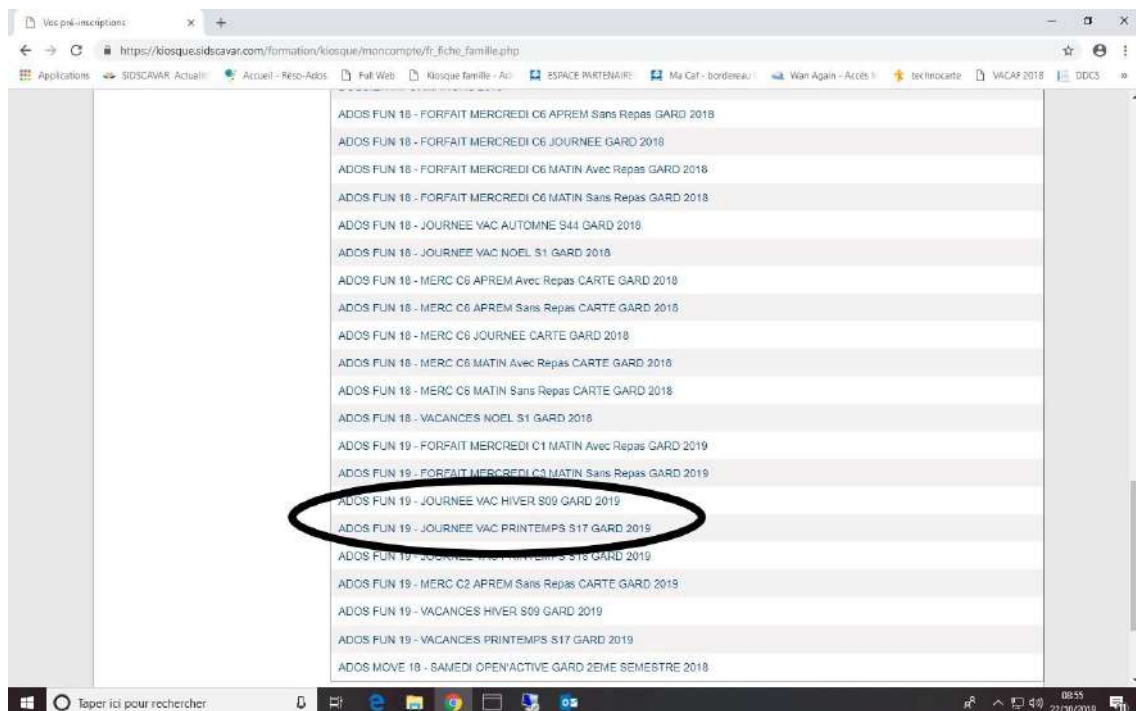 Vos pré-inscriptions
https://kiosque.sidscavar.com/formation/kiosque/moncompte/fr_fiche_famille.php
Applications SIDSCAVAR Actuali Accueil - Réso-Ados Full Web Kiosque famille - Ac ESPACE PARTENAIRE Ma Caf - bordereau Wan Again - Accès technocarte VACAF 2018 DDCS »
ADOS FUN 18 - FORFAIT MERCREDI C6 APREM Sans Repas GARD 2018
ADOS FUN 18 - FORFAIT MERCREDI C6 JOURNEE GARD 2018
ADOS FUN 18 - FORFAIT MERCREDI C6 MATIN Avec Repas GARD 2018
ADOS FUN 18 - FORFAIT MERCREDI C6 MATIN Sans Repas GARD 2018
ADOS FUN 18 - JOURNEE VAC AUTOMNE S44 GARD 2018
ADOS FUN 18 - JOURNEE VAC NOEL S1 GARD 2018
ADOS FUN 18 - MERC C6 APREM Avec Repas CARTE GARD 2018
ADOS FUN 18 - MERC C6 APREM Sans Repas CARTE GARD 2018
ADOS FUN 18 - MERC C6 JOURNEE CARTE GARD 2018
ADOS FUN 18 - MERC C6 MATIN Avec Repas CARTE GARD 2018
ADOS FUN 18 - MERC C6 MATIN Sans Repas CARTE GARD 2018
ADOS FUN 18 - VACANCES NOEL S1 GARD 2018
ADOS FUN 19 - FORFAIT MERCREDI C1 MATIN Avec Repas GARD 2019
ADOS FUN 19 - FORFAIT MERCREDI C3 MATIN Sans Repas GARD 2019
ADOS FUN 19 - JOURNEE VAC HIVER S09 GARD 2019
ADOS FUN 19 - JOURNEE VAC PRINTEMPS S17 GARD 2019
ADOS FUN 19 - JOURNEE VAC PRINTEMPS S18 GARD 2019
ADOS FUN 19 - MERC C2 APREM Sans Repas CARTE GARD 2019
ADOS FUN 19 - VACANCES HIVER S09 GARD 2019
ADOS FUN 19 - VACANCES PRINTEMPS S17 GARD 2019
ADOS MOVE 18 - SAMEDI OPEN'ACTIVE GARD 2EME SEMESTRE 2018
Taper ici pour rechercher
08:55
22/10/2018